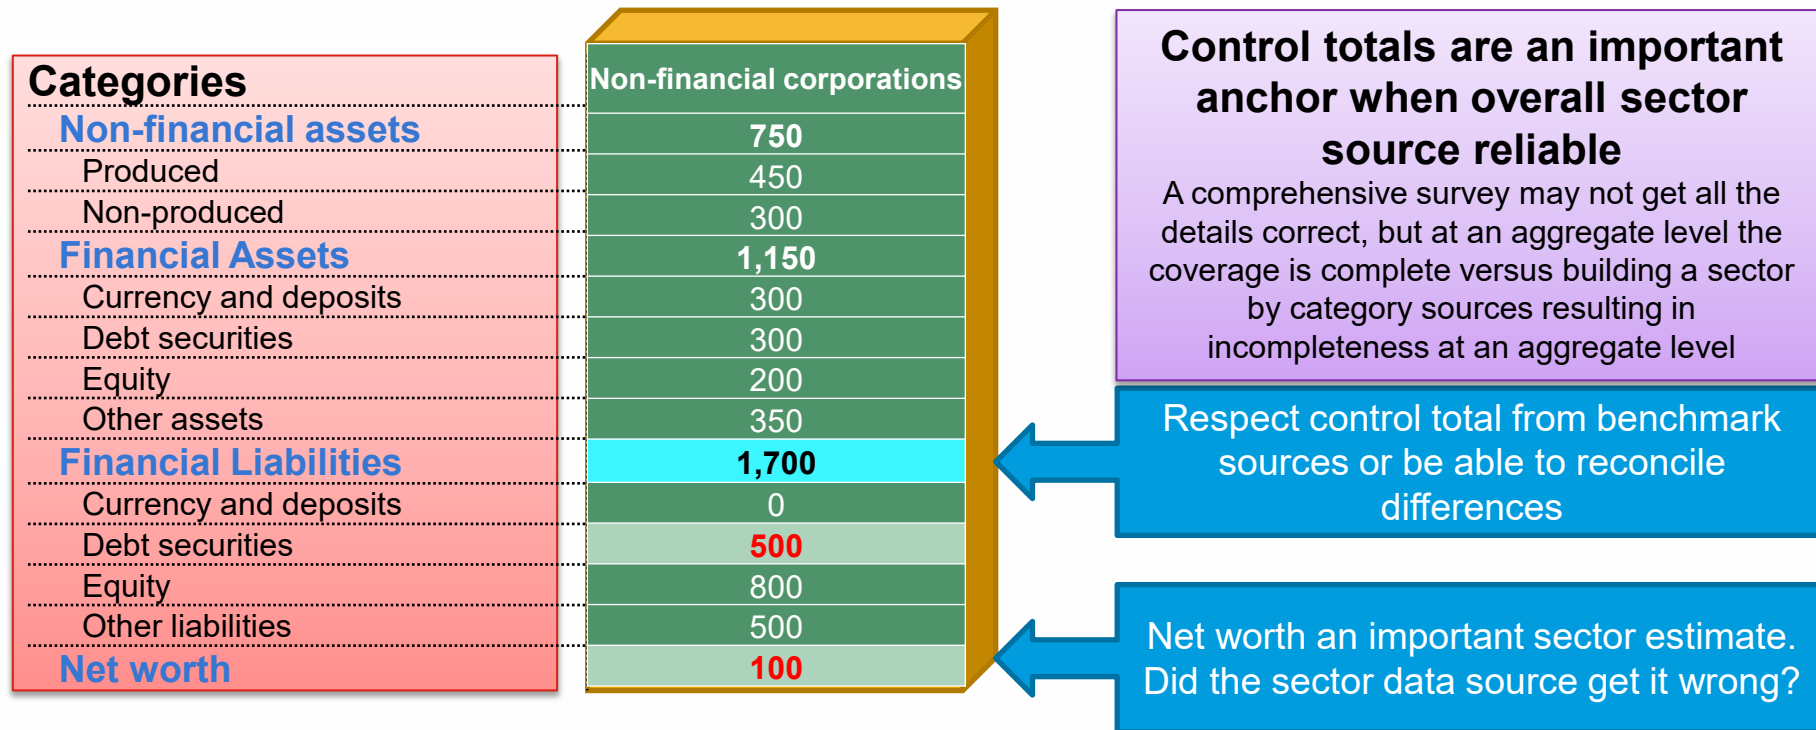 Categories
Non-financial corporations
Non-financial assets 750
Produced 450
Non-produced 300
Financial Assets 1,150
Currency and deposits 300
Debt securities 300
Equity 200
Other assets 350
Financial Liabilities 1,700
Currency and deposits 0
Debt securities 500
Equity 800
Other liabilities 500
Net worth 100
Control totals are an important
anchor when overall sector
source reliable
A comprehensive survey may not get all the
details correct, but at an aggregate level the
coverage is complete versus building a sector
by category sources resulting in
incompleteness at an aggregate level
Respect control total from benchmark
sources or be able to reconcile
differences
Net worth an important sector estimate.
Did the sector data source get it wrong?